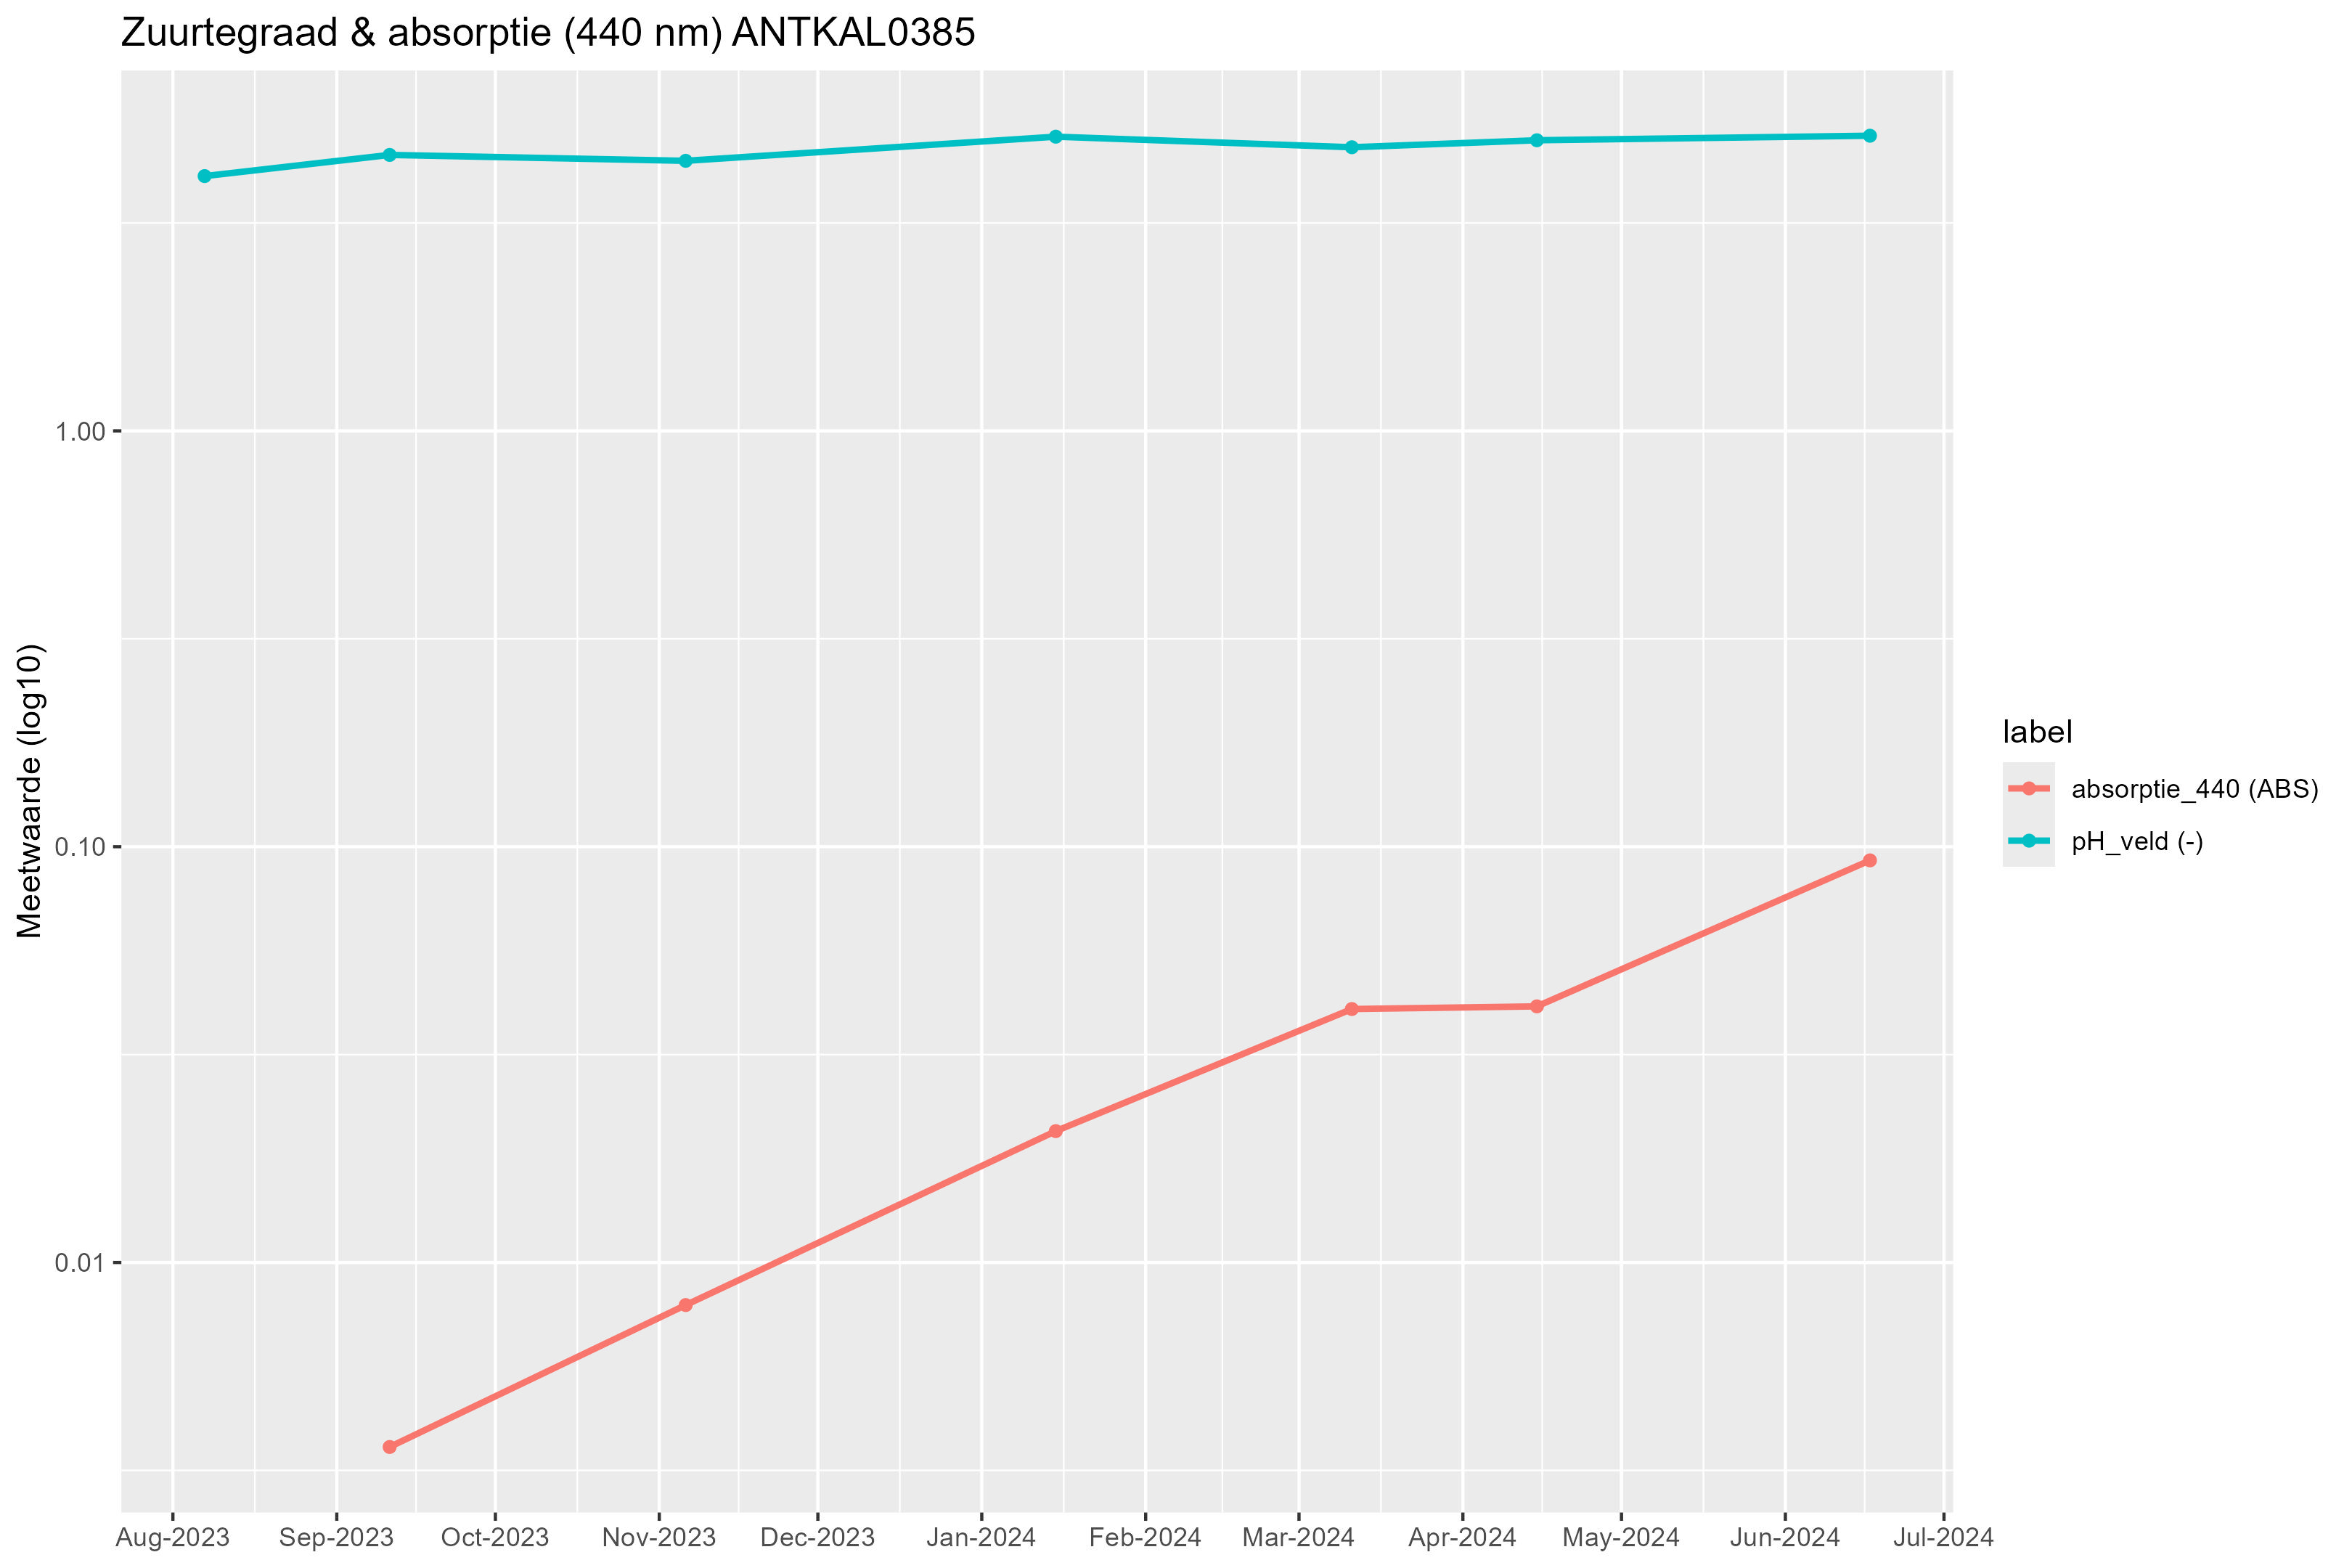 Zuurtegraad & absorptie (440 nm) ANTKAL0385
Meetwaarde (log10)
1.00
0.10
0.01
Aug-2023 Sep-2023 Oct-2023 Nov-2023 Dec-2023 Jan-2024 Feb-2024 Mar-2024 Apr-2024 May-2024 Jun-2024 Jul-2024
label
absorptie_440 (ABS)
pH_veld (-)